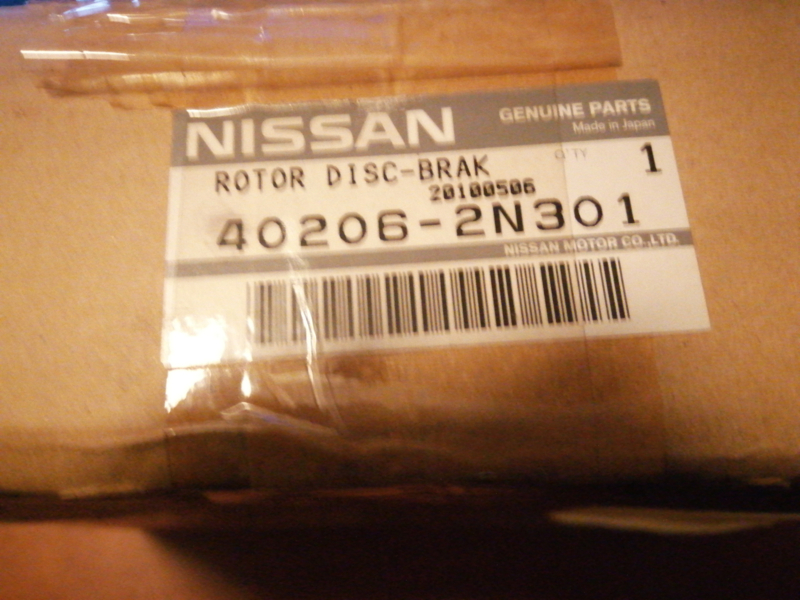 NISSAN
GENUINE PARTS
Made in Japan
ROTOR DISC-BRAK
Q'TY 1
20100506
40206-2N301
NISSAN MOTOR CO.,LTD.